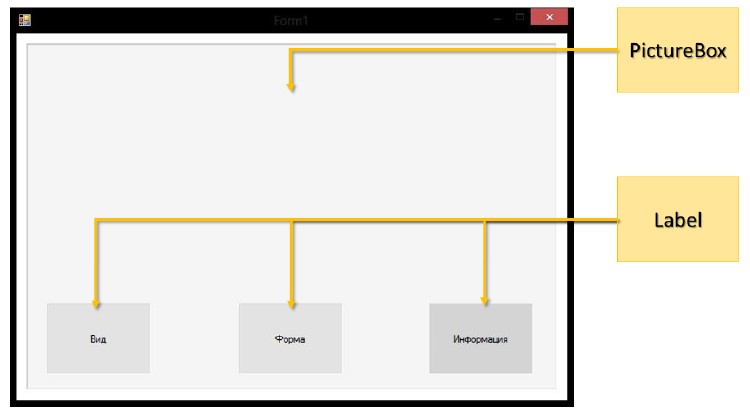 Form1
PictureBox
Label
Вид
Форма
Информация